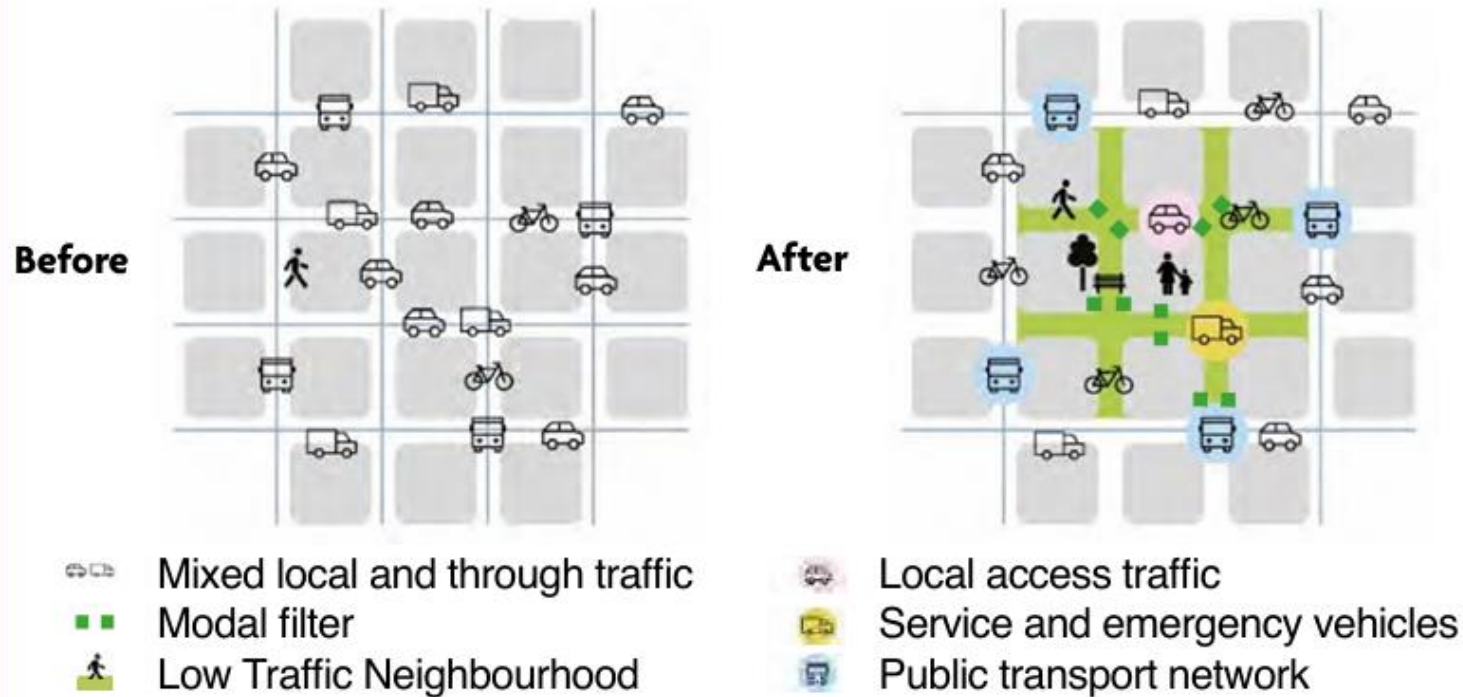 Before
After
Mixed local and through traffic
Modal filter
Low Traffic Neighbourhood
Local access traffic
Service and emergency vehicles
Public transport network